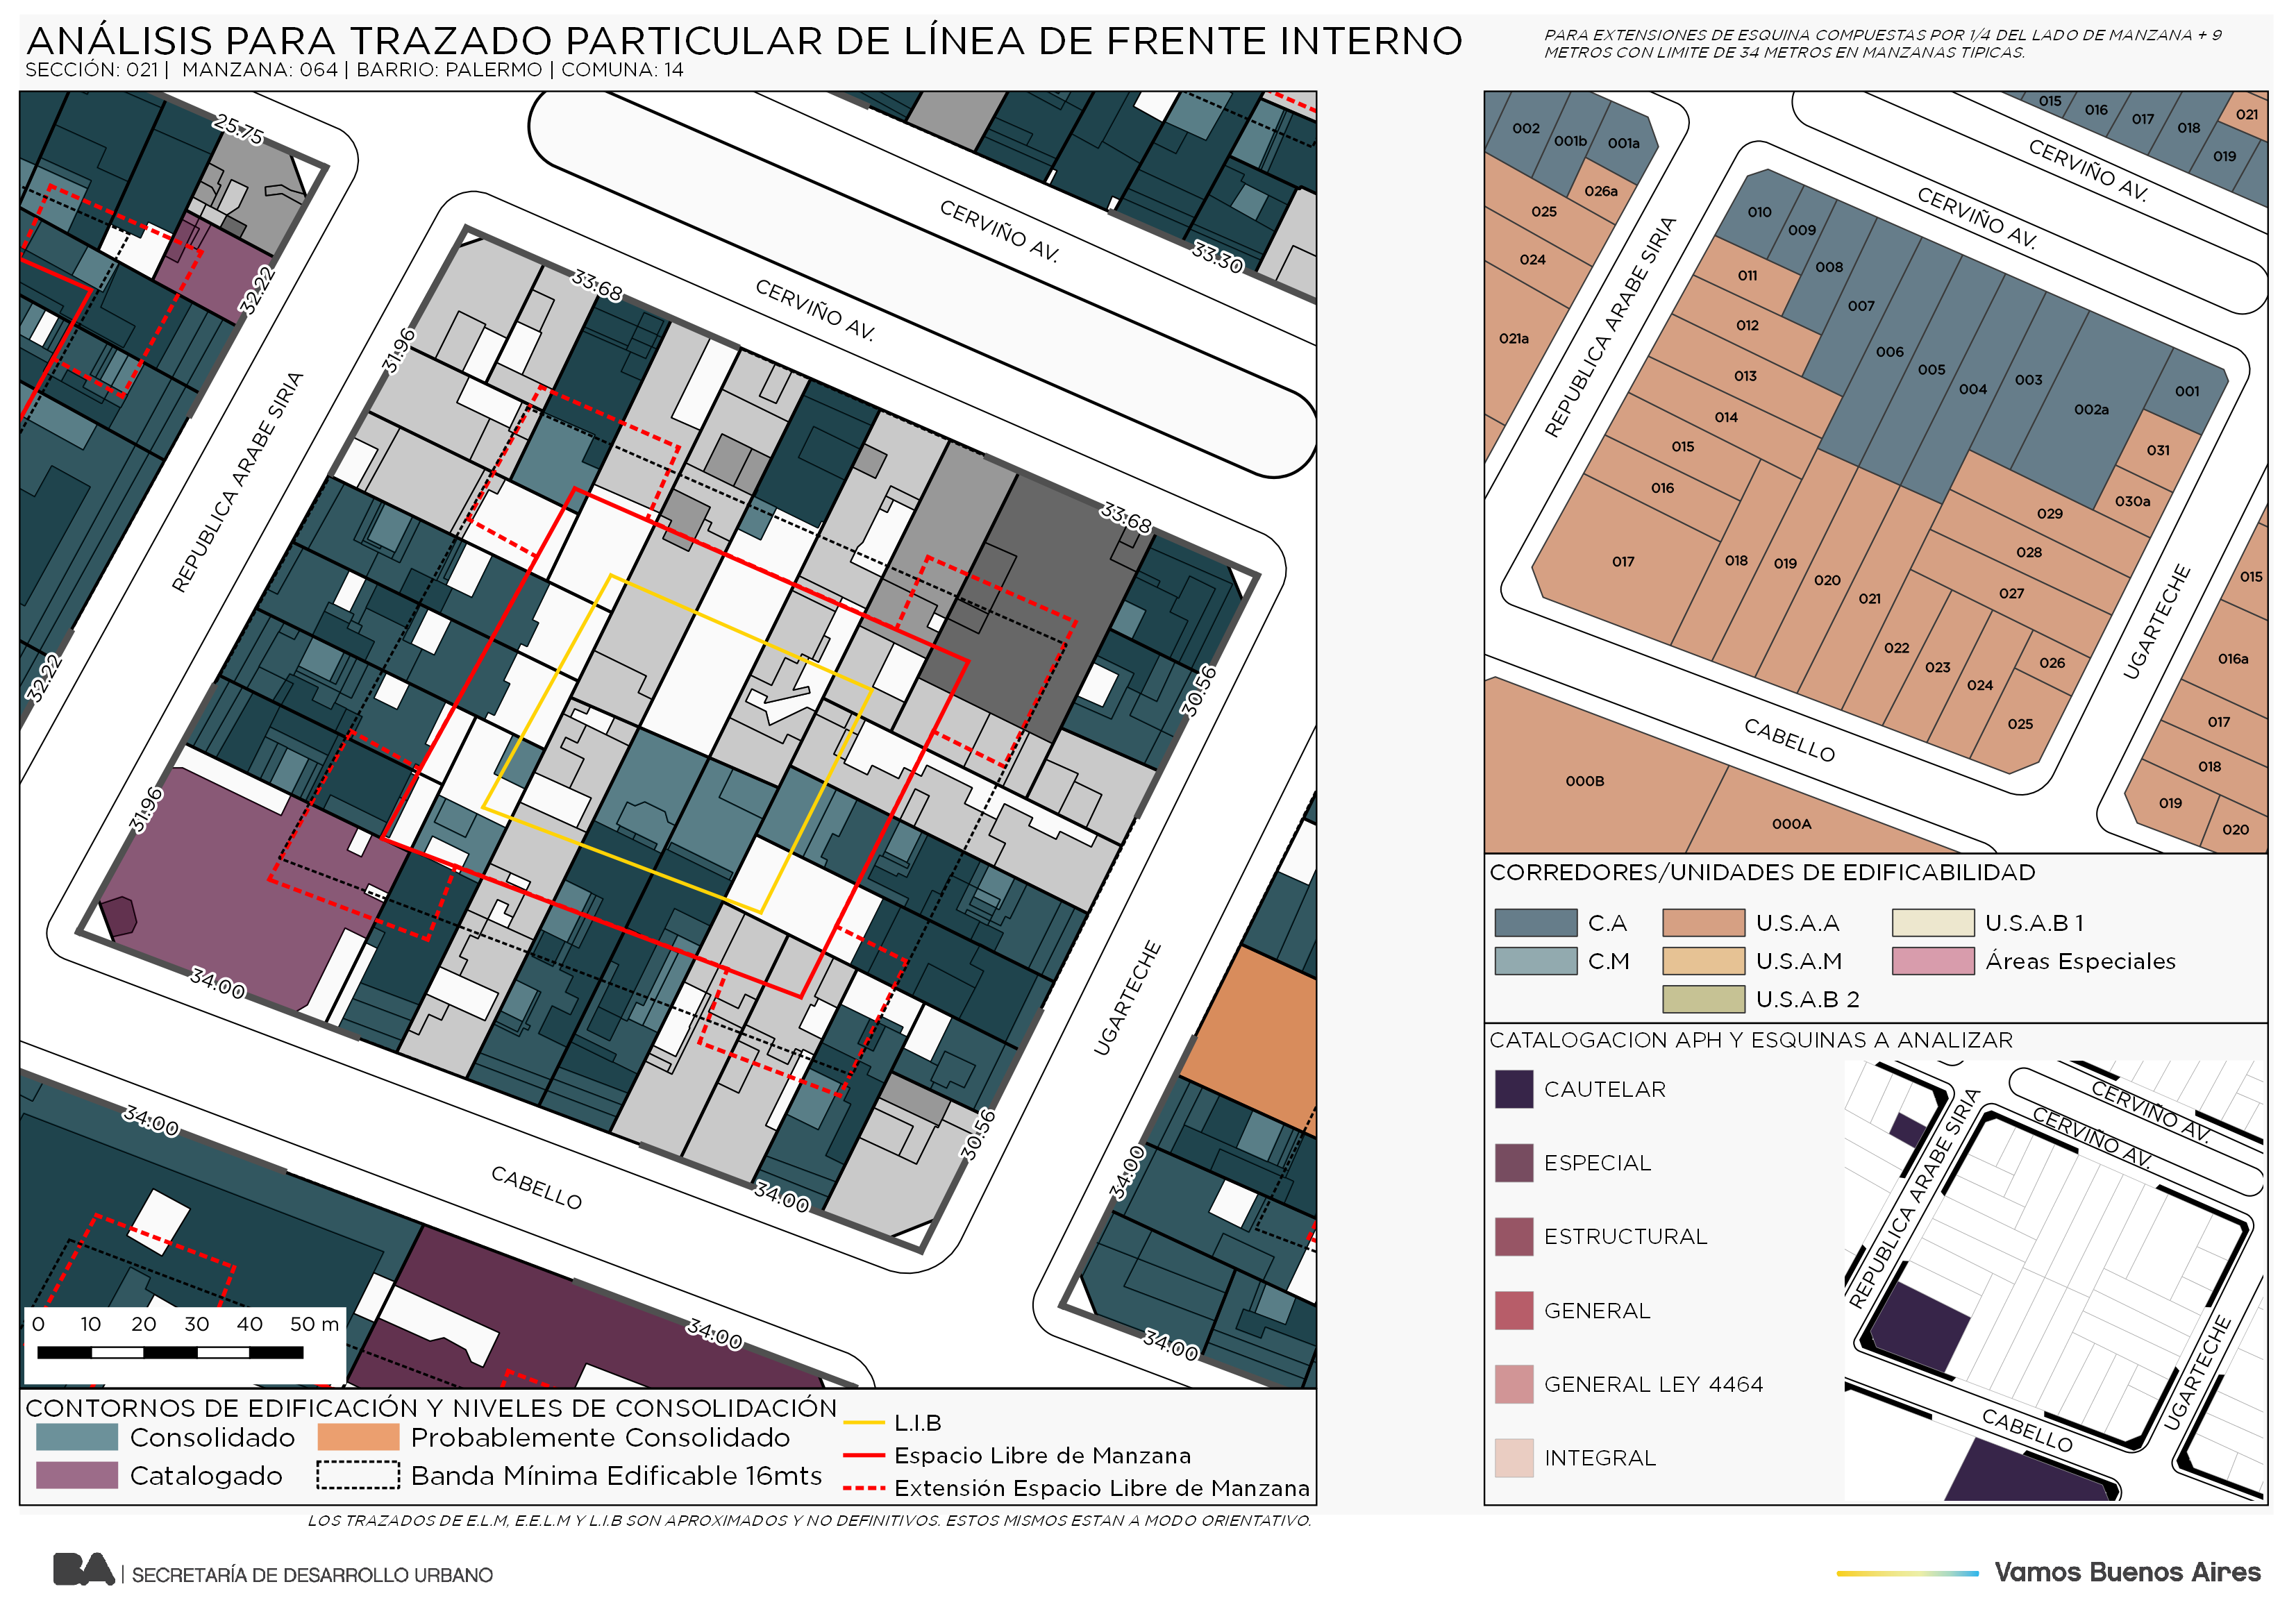 ANÁLISIS PARA TRAZADO PARTICULAR DE LÍNEA DE FRENTE INTERNO
SECCIÓN: 021 | MANZANA: 064 | BARRIO: PALERMO | COMUNA: 14
PARA EXTENSIONES DE ESQUINA COMPUESTAS POR 1/4 DEL LADO DE MANZANA + 9
METROS CON LIMITE DE 34 METROS EN MANZANAS TIPICAS.
25.75
32.22
CERVIÑO AV.
33.30
33.68
CERVIÑO AV.
31.96
REPUBLICA ARABE SIRIA
33.68
32.22
30.56
31.96
34.00
UGARTECHE
30.56
34.00
CABELLO
34.00
34.00
34.00
34.00
0 10 20 30 40 50 m
CONTORNOS DE EDIFICACIÓN Y NIVELES DE CONSOLIDACIÓN
Consolidado
Probablemente Consolidado
Catalogado
Banda Mínima Edificable 16mts
L.I.B
Espacio Libre de Manzana
Extensión Espacio Libre de Manzana
LOS TRAZADOS DE E.L.M, E.E.L.M Y L.I.B SON APROXIMADOS Y NO DEFINITIVOS. ESTOS MISMOS ESTAN A MODO ORIENTATIVO.
002
001b
001a
026a
025
024
021a
015
016
017
018
019
021
CERVIÑO AV.
CERVIÑO AV.
REPUBLICA ARABE SIRIA
010
009
008
007
006
005
004
003
002a
001
011
012
013
014
015
016
017
018
019
020
021
022
023
024
025
026
027
028
029
030a
031
UGARTECHE
CABELLO
000B
000A
015
016a
017
018
019
020
CORREDORES/UNIDADES DE EDIFICABILIDAD
C.A
U.S.A.A
U.S.A.B 1
C.M
U.S.A.M
Áreas Especiales
U.S.A.B 2
CATALOGACION APH Y ESQUINAS A ANALIZAR
CAUTELAR
ESPECIAL
ESTRUCTURAL
GENERAL
GENERAL LEY 4464
INTEGRAL
CERVIÑO AV.
CERVIÑO AV.
REPUBLICA ARABE SIRIA
UGARTECHE
CABELLO
BA | SECRETARÍA DE DESARROLLO URBANO
Vamos Buenos Aires